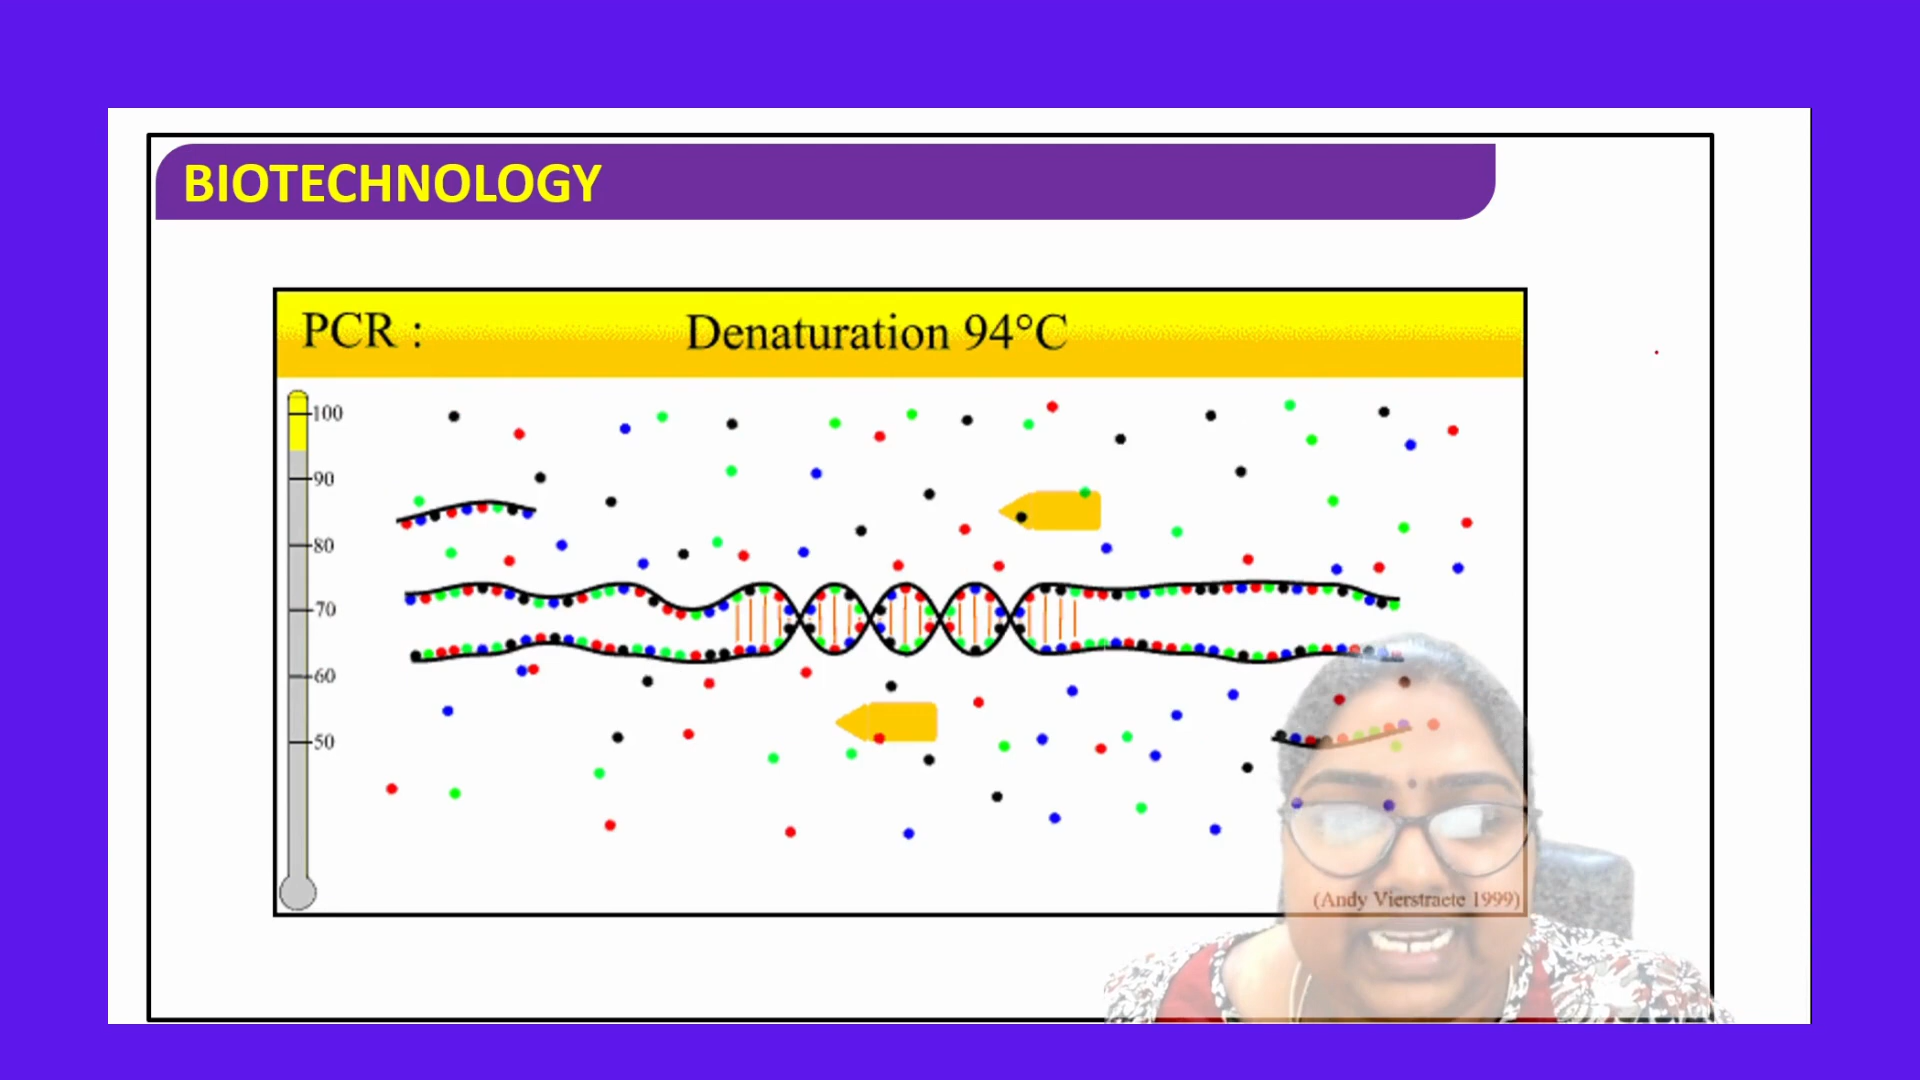 BIOTECHNOLOGY
PCR : Denaturation 94°C
100
90
80
70
60
50
(Andy Vierstraete 1999)